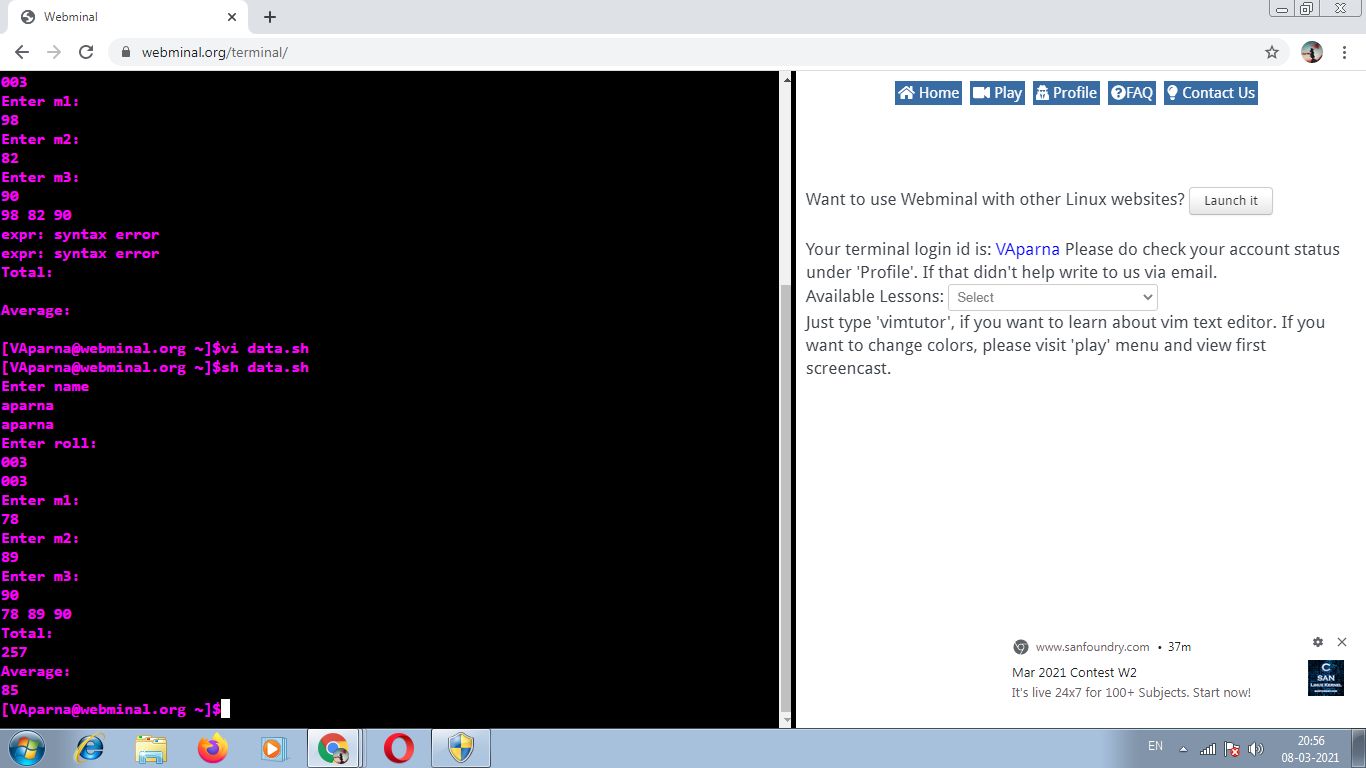 Webminal
webminal.org/terminal/
003
Enter m1:
98
Enter m2:
82
Enter m3:
90
98 82 90
expr: syntax error
expr: syntax error
Total:
Average:
[VAparna@webminal.org ~]$vi data.sh
[VAparna@webminal.org ~]$sh data.sh
Enter name
aparna
aparna
Enter roll:
003
003
Enter m1:
78
Enter m2:
89
Enter m3:
90
78 89 90
Total:
257
Average:
85
[VAparna@webminal.org ~]$
Home Play Profile FAQ Contact Us
Want to use Webminal with other Linux websites? Launch it
Your terminal login id is: VAparna Please do check your account status
under 'Profile'. If that didn't help write to us via email.
Available Lessons: Select
Just type 'vimtutor', if you want to learn about vim text editor. If you
want to change colors, please visit 'play' menu and view first
screencast.
www.sanfoundry.com • 37m
Mar 2021 Contest W2
It's live 24x7 for 100+ Subjects. Start now!
C
SAN
LINUX KERNEL
EN
20:56
08-03-2021